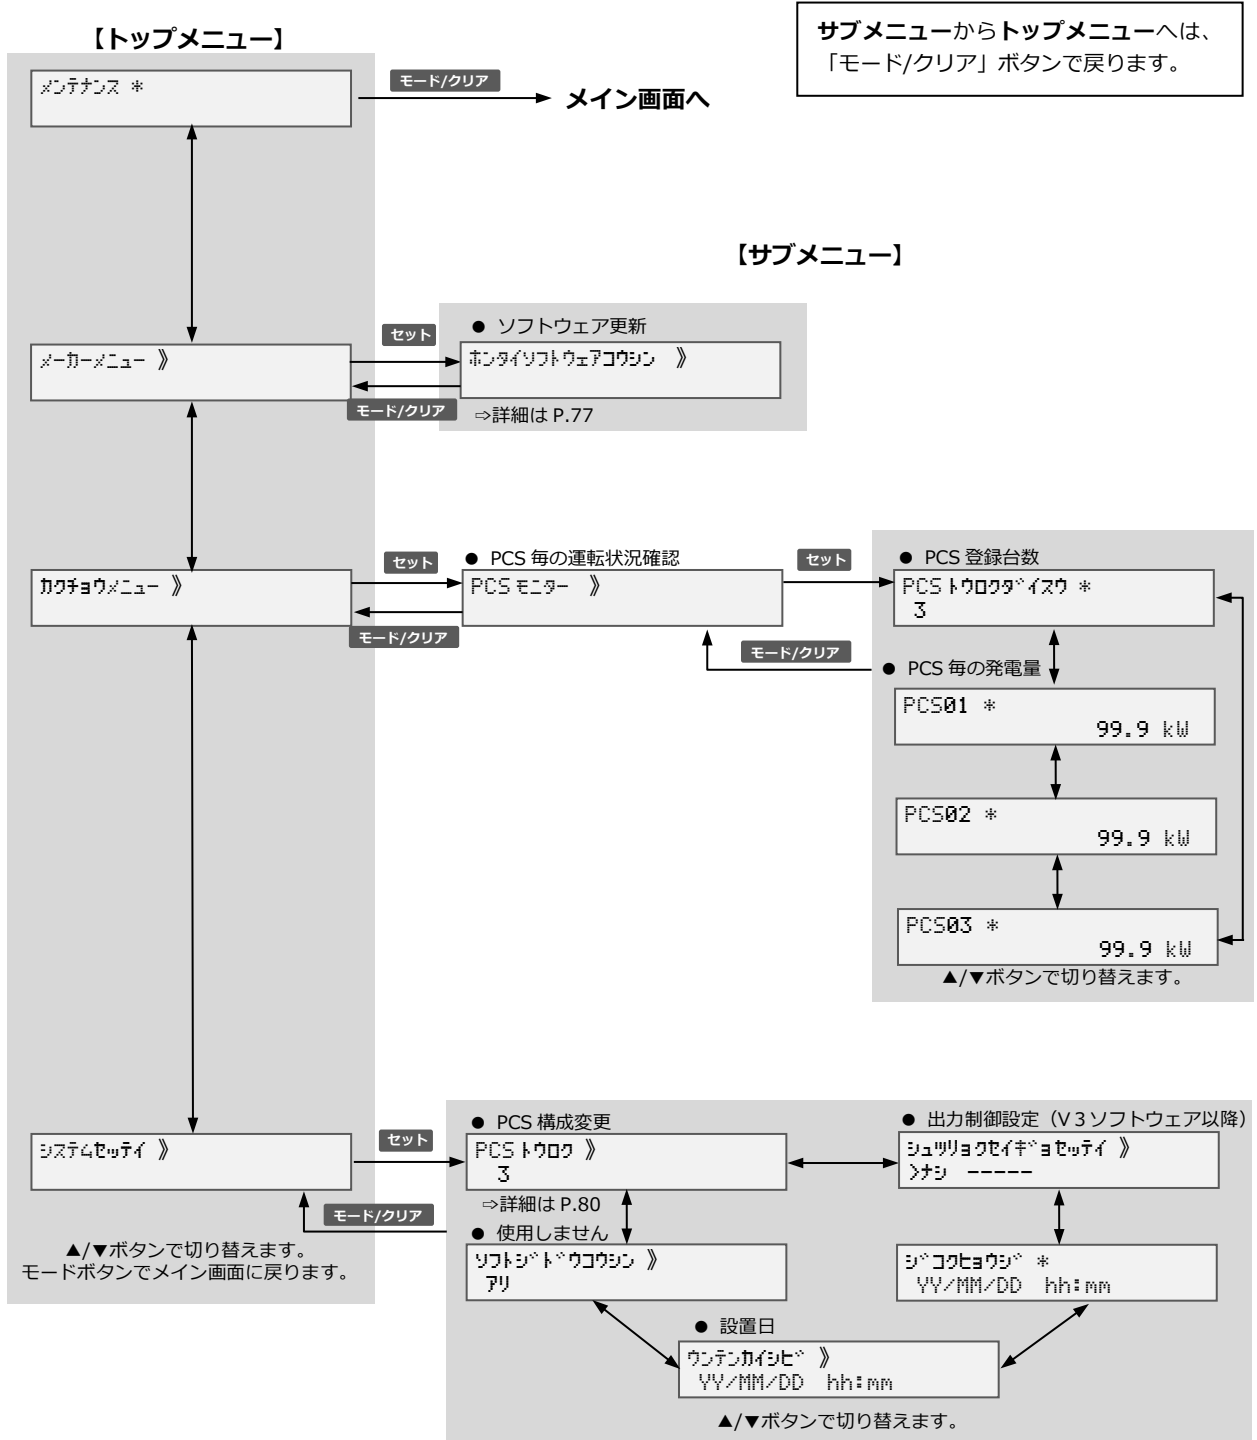 サブメニューからトップメニューへは、
「モード/クリア」ボタンで戻ります。
【トップメニュー】
メンテナンス *
モード/クリア
メイン画面へ
【サブメニュー】
メーカーメニュー 》
セット
モード/クリア
● ソフトウェア更新
ホンタイソフトウェアコウシン 》
⇨詳細は P.77
カクチョウメニュー 》
セット
モード/クリア
● PCS 毎の運転状況確認
PCS モニター 》
セット
モード/クリア
● PCS 登録台数
PCS トウロクダイスウ *
3
● PCS 毎の発電量
PCS01 *
99.9 kW
PCS02 *
99.9 kW
PCS03 *
99.9 kW
▲/▼ボタンで切り替えます。
システムセッテイ 》
セット
モード/クリア
▲/▼ボタンで切り替えます。
モードボタンでメイン画面に戻ります。
● PCS 構成変更
PCS トウロク 》
3
⇨詳細は P.80
● 出力制御設定（V３ソフトウェア以降）
シュツリョクセイギョセッテイ 》
>ナシ -----
● 使用しません
ソフトジドウコウシン 》
アリ
ジコクヒョウジ *
YY/MM/DD hh:mm
● 設置日
ウンテンカイシビ 》
YY/MM/DD hh:mm
▲/▼ボタンで切り替えます。